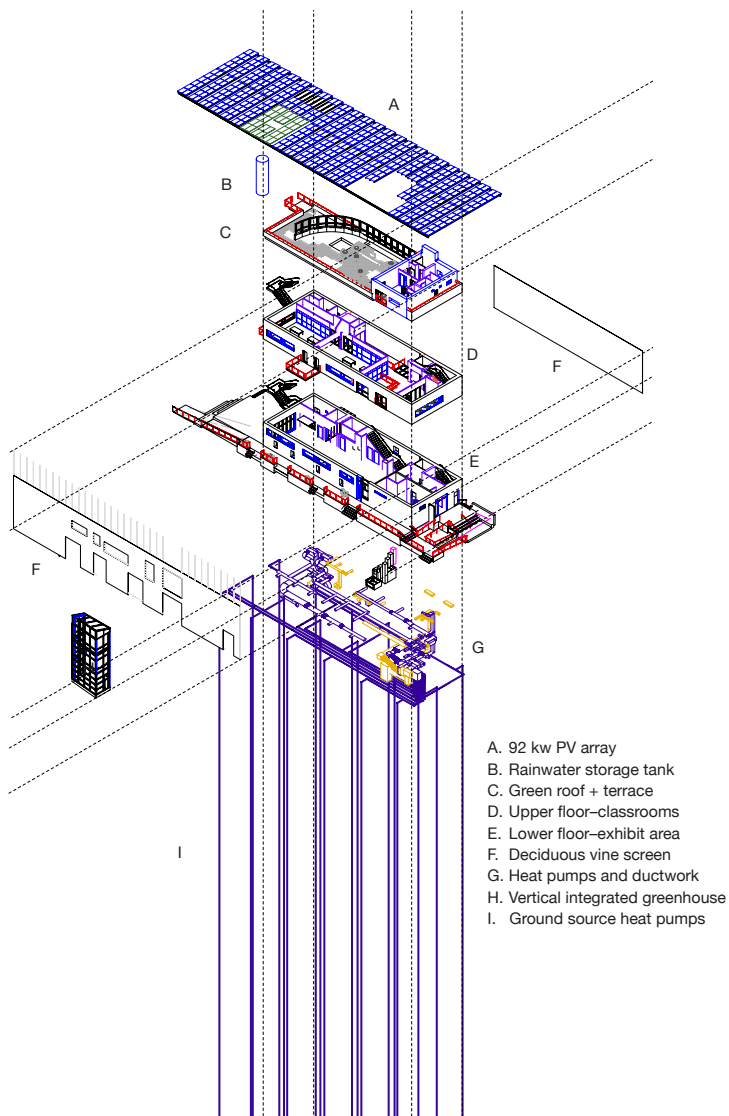 A
B
C
D
F
E
F
G
I
A. 92 kw PV array
B. Rainwater storage tank
C. Green roof + terrace
D. Upper floor–classrooms
E. Lower floor–exhibit area
F. Deciduous vine screen
G. Heat pumps and ductwork
H. Vertical integrated greenhouse
I. Ground source heat pumps